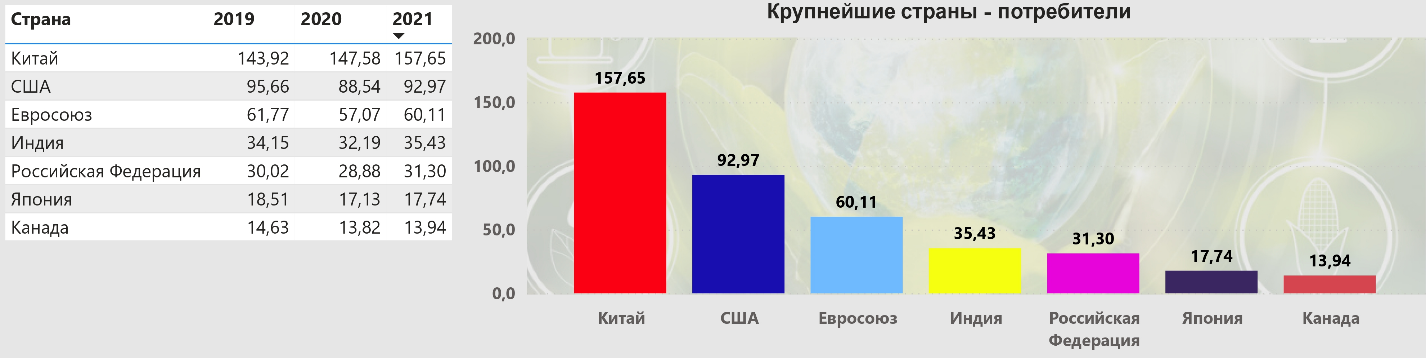 Страна 2019 2020 2021
Китай 143,92 147,58 157,65
США 95,66 88,54 92,97
Евросоюз 61,77 57,07 60,11
Индия 34,15 32,19 35,43
Российская Федерация 30,02 28,88 31,30
Япония 18,51 17,13 17,74
Канада 14,63 13,82 13,94
Крупнейшие страны - потребители
200,0
150,0
100,0
50,0
0,0
157,65
92,97
60,11
35,43
31,30
17,74
13,94
Китай
США
Евросоюз
Индия
Российская
Федерация
Япония
Канада